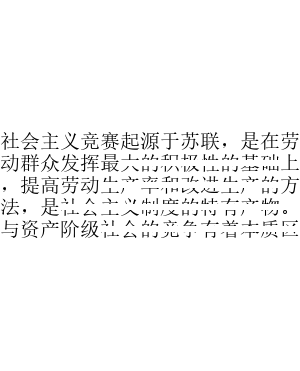 社会主义竞赛起源于苏联，是在劳
动群众发挥最大的积极性的基础上
，提高劳动生产率和改进生产的方
法，是社会主义制度的特有产物。
与资产阶级社会的竞争有着本质区